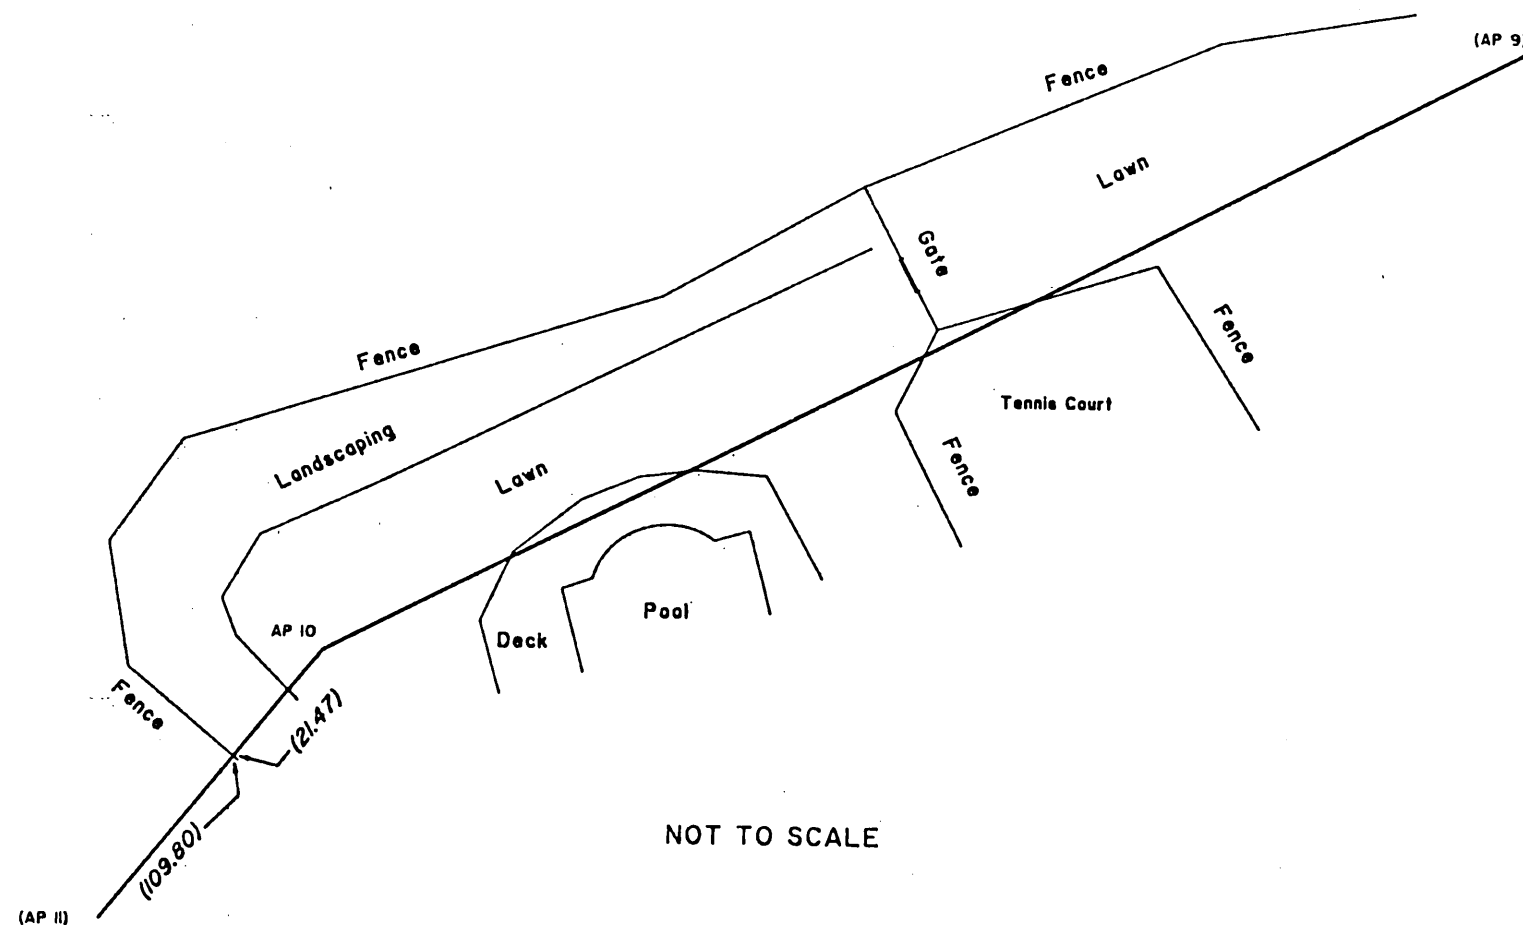 (AP 9)
Fence
Lawn
Gate
Fence
Fence
Tennis Court
Landscaping
Lawn
Fence
AP 10
Deck
Pool
Fence
(21.47)
(109.80)
NOT TO SCALE
(AP 11)